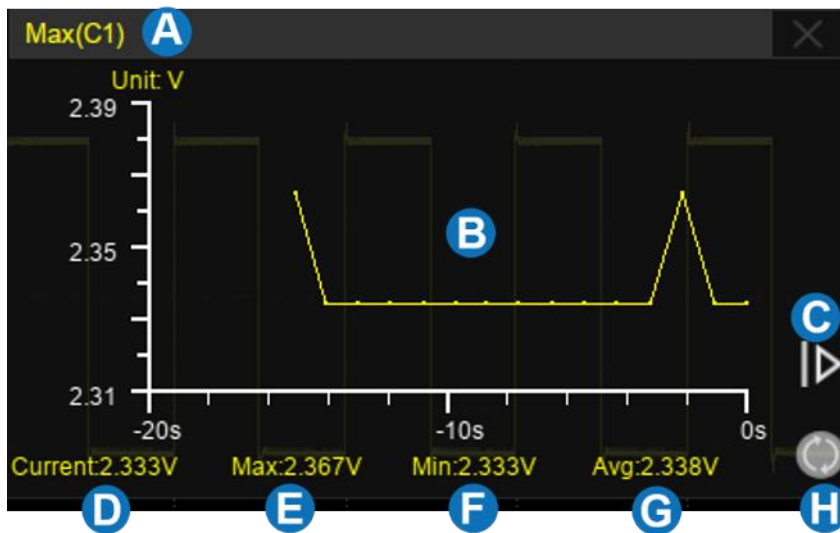 Max(C1) A
Unit: V
2.39
2.35
B
C
2.31
-20s -10s 0s
Current:2.333V Max:2.367V Min:2.333V Avg:2.338V
D E F G H